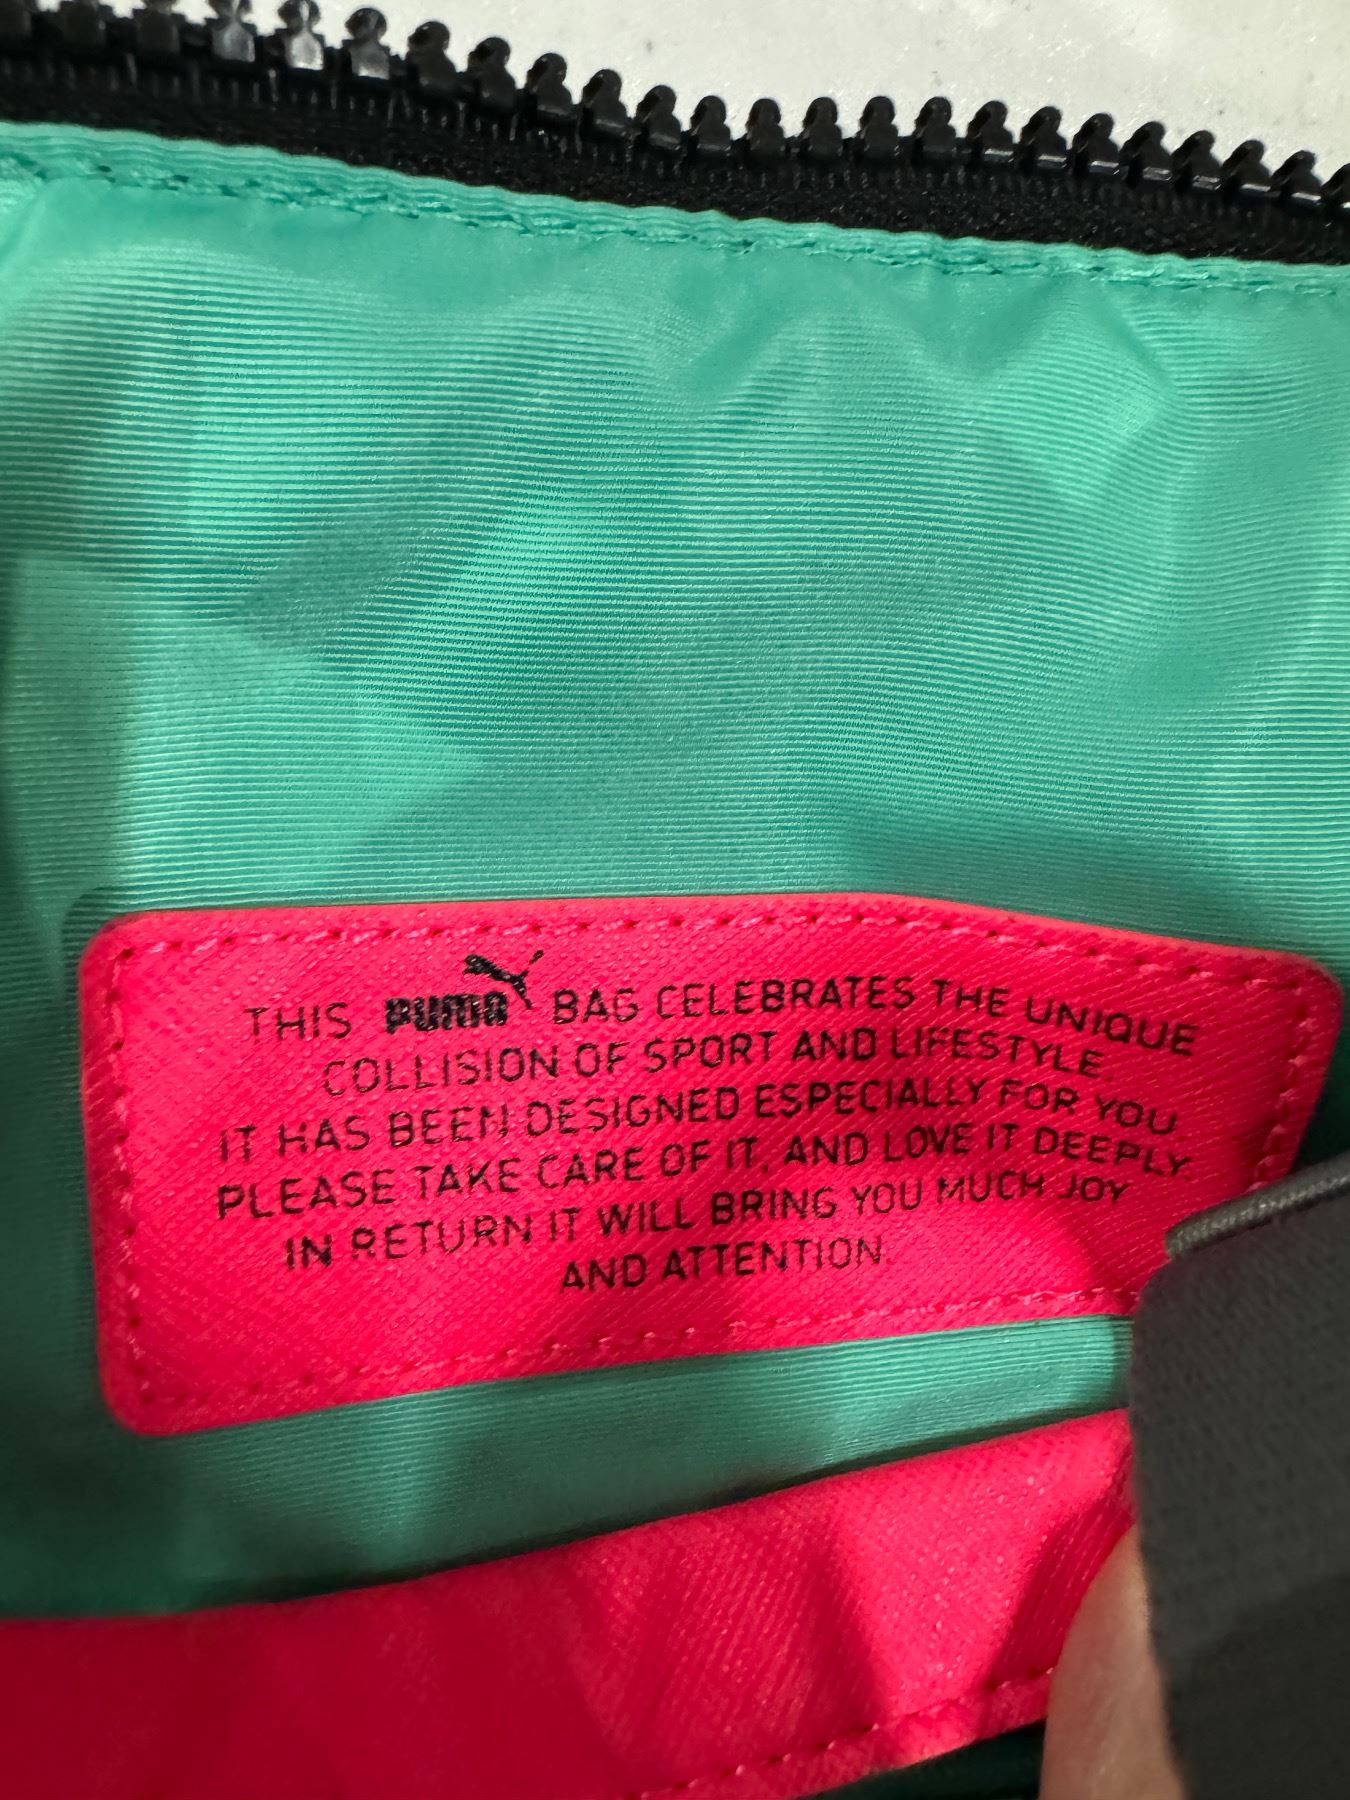 THIS PUMA BAG CELEBRATES THE UNIQUE
COLLISION OF SPORT AND LIFESTYLE.
IT HAS BEEN DESIGNED ESPECIALLY FOR YOU.
PLEASE TAKE CARE OF IT, AND LOVE IT DEEPLY.
IN RETURN IT WILL BRING YOU MUCH JOY
AND ATTENTION.